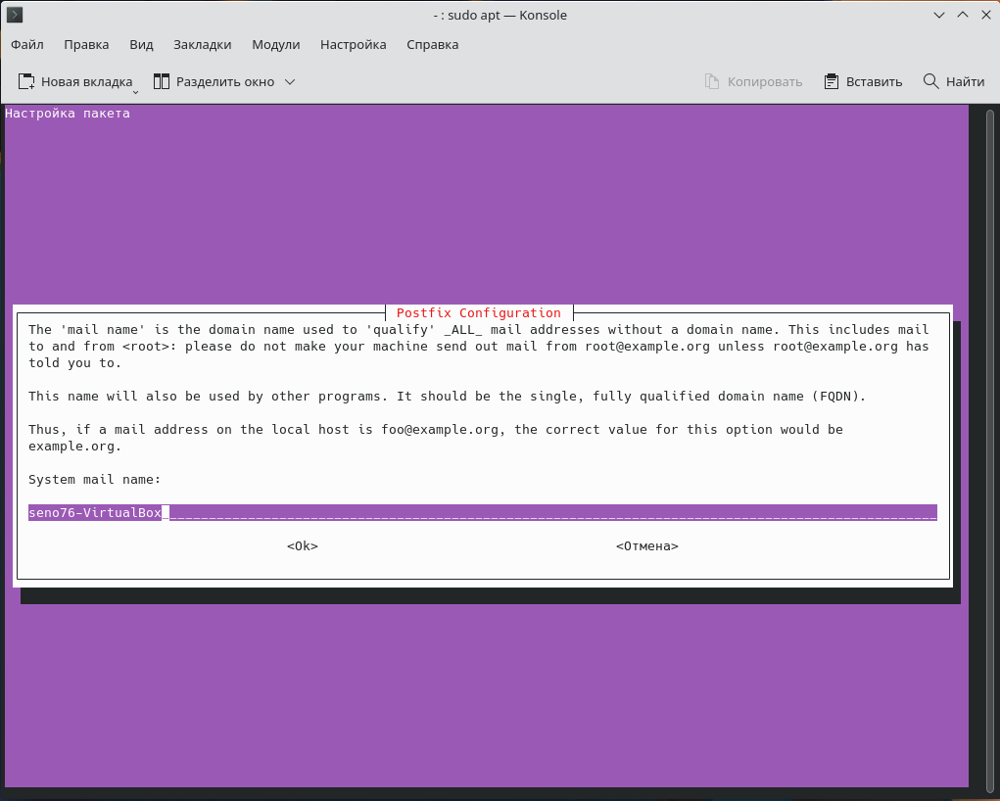 - : sudo apt — Konsole
Файл Правка Вид Закладки Модули Настройка Справка
Новая вкладка Разделить окно Копировать Вставить Найти
Настройка пакета
Postfix Configuration
The 'mail name' is the domain name used to 'qualify' _ALL_ mail addresses without a domain name. This includes mail
to and from <root>: please do not make your machine send out mail from root@example.org unless root@example.org has
told you to.
This name will also be used by other programs. It should be the single, fully qualified domain name (FQDN).
Thus, if a mail address on the local host is foo@example.org, the correct value for this option would be
example.org.
System mail name:
seno76-VirtualBox
<Ok> <Отмена>